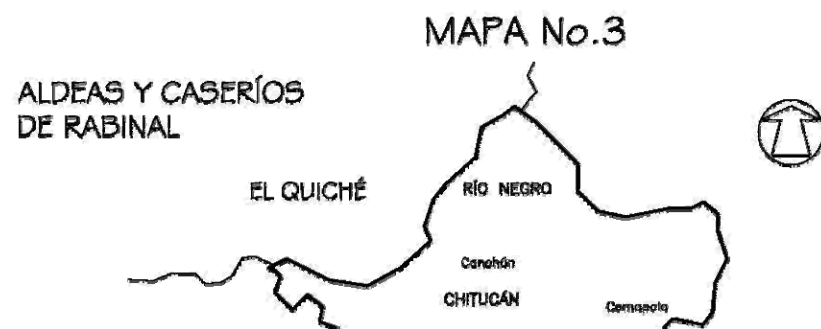 MAPA No.3
ALDEAS Y CASERÍOS
DE RABINAL
EL QUICHÉ
RÍO NEGRO
Canchún
CHITUCÁN